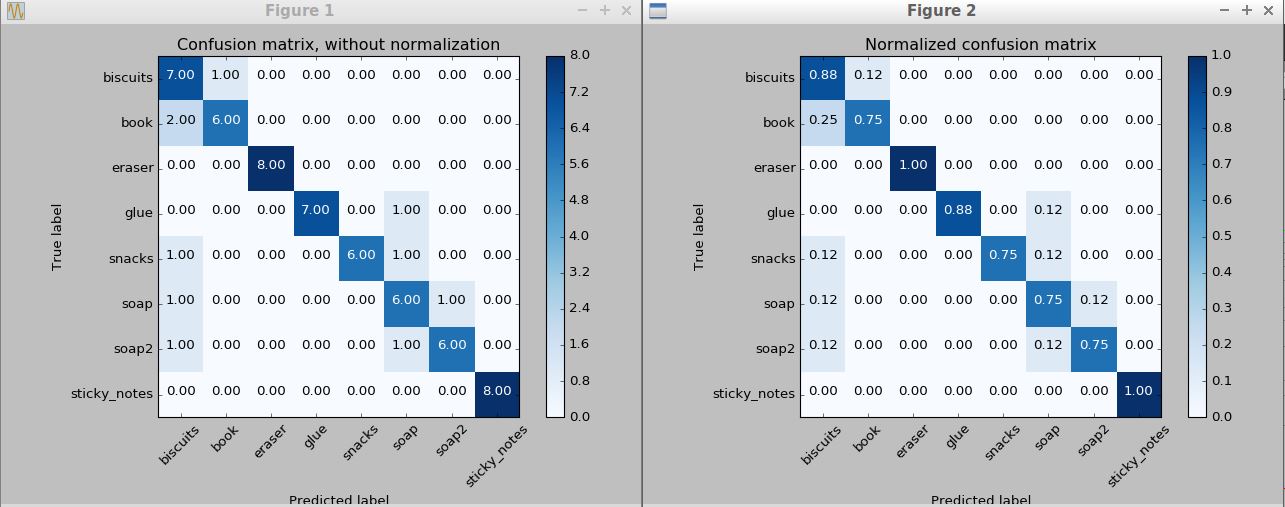 Figure 1
Confusion matrix, without normalization
biscuits 7.00 1.00 0.00 0.00 0.00 0.00 0.00 0.00
book 2.00 6.00 0.00 0.00 0.00 0.00 0.00 0.00
eraser 0.00 0.00 8.00 0.00 0.00 0.00 0.00 0.00
glue 0.00 0.00 0.00 7.00 0.00 1.00 0.00 0.00
snacks 1.00 0.00 0.00 0.00 6.00 1.00 0.00 0.00
soap 1.00 0.00 0.00 0.00 0.00 6.00 1.00 0.00
soap2 1.00 0.00 0.00 0.00 0.00 1.00 6.00 0.00
sticky_notes 0.00 0.00 0.00 0.00 0.00 0.00 0.00 8.00
True label
biscuits book eraser glue snacks soap soap2 sticky_notes
Predicted label
8.0
7.2
6.4
5.6
4.8
4.0
3.2
2.4
1.6
0.8
0.0
Figure 2
Normalized confusion matrix
biscuits 0.88 0.12 0.00 0.00 0.00 0.00 0.00 0.00
book 0.25 0.75 0.00 0.00 0.00 0.00 0.00 0.00
eraser 0.00 0.00 1.00 0.00 0.00 0.00 0.00 0.00
glue 0.00 0.00 0.00 0.88 0.00 0.12 0.00 0.00
snacks 0.12 0.00 0.00 0.00 0.75 0.12 0.00 0.00
soap 0.12 0.00 0.00 0.00 0.00 0.75 0.12 0.00
soap2 0.12 0.00 0.00 0.00 0.00 0.12 0.75 0.00
sticky_notes 0.00 0.00 0.00 0.00 0.00 0.00 0.00 1.00
True label
biscuits book eraser glue snacks soap soap2 sticky_notes
Predicted label
1.0
0.9
0.8
0.7
0.6
0.5
0.4
0.3
0.2
0.1
0.0